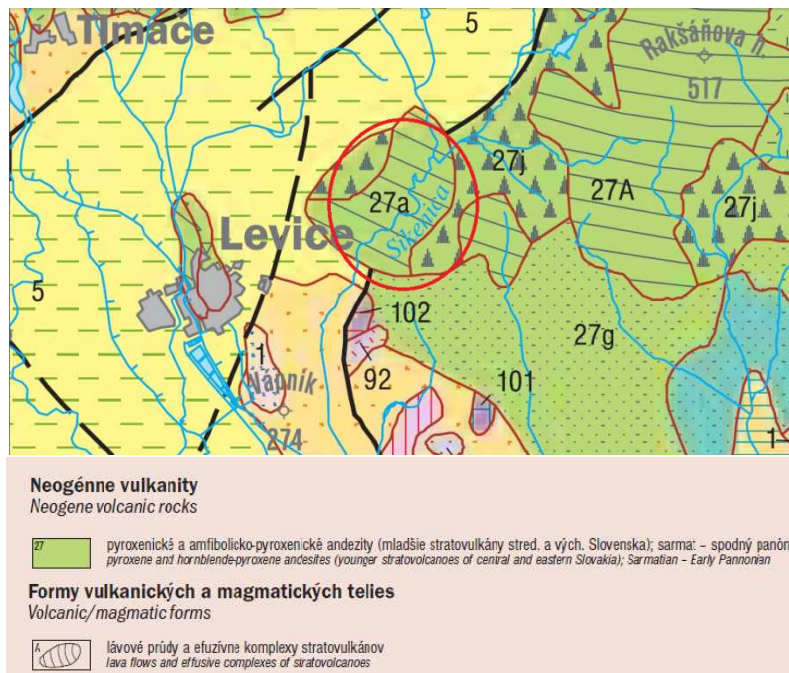 Tlmače
5
Rakšáňova h.
517
27j
27A
27j
27a
Sikenica
Levice
5
102
27g
1
92
101
Vápnik
274
1
Neogénne vulkanity
Neogene volcanic rocks
27
pyroxenické a amfibolicko-pyroxenické andezity (mladšie stratovulkány stred. a vých. Slovenska); sarmat – spodný panón
pyroxene and hornblende-pyroxene andesites (younger stratovolcanoes of central and eastern Slovakia); Sarmatian – Early Pannonian
Formy vulkanických a magmatických telies
Volcanic/magmatic forms
A
lávové prúdy a efuzívne komplexy stratovulkánov
lava flows and effusive complexes of stratovolcanoes